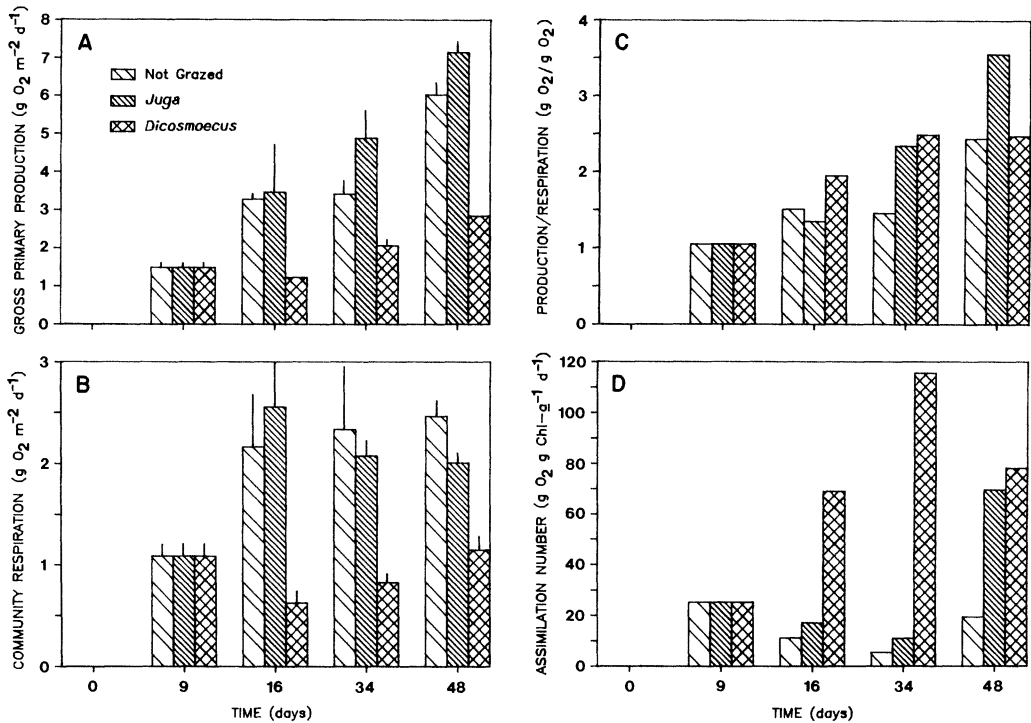 A
GROSS PRIMARY PRODUCTION (g O₂ m⁻² d⁻¹)
8
7
6
5
4
3
2
1
0
Not Grazed
Juga
Dicosmoecus
B
COMMUNITY RESPIRATION (g O₂ m⁻² d⁻¹)
3
2
1
0
0 9 16 34 48
TIME (days)
C
PRODUCTION/RESPIRATION (g O₂/g O₂)
4
3
2
1
0
D
ASSIMILATION NUMBER (g O₂ g Chl-a⁻¹ d⁻¹)
120
100
80
60
40
20
0
0 9 16 34 48
TIME (days)